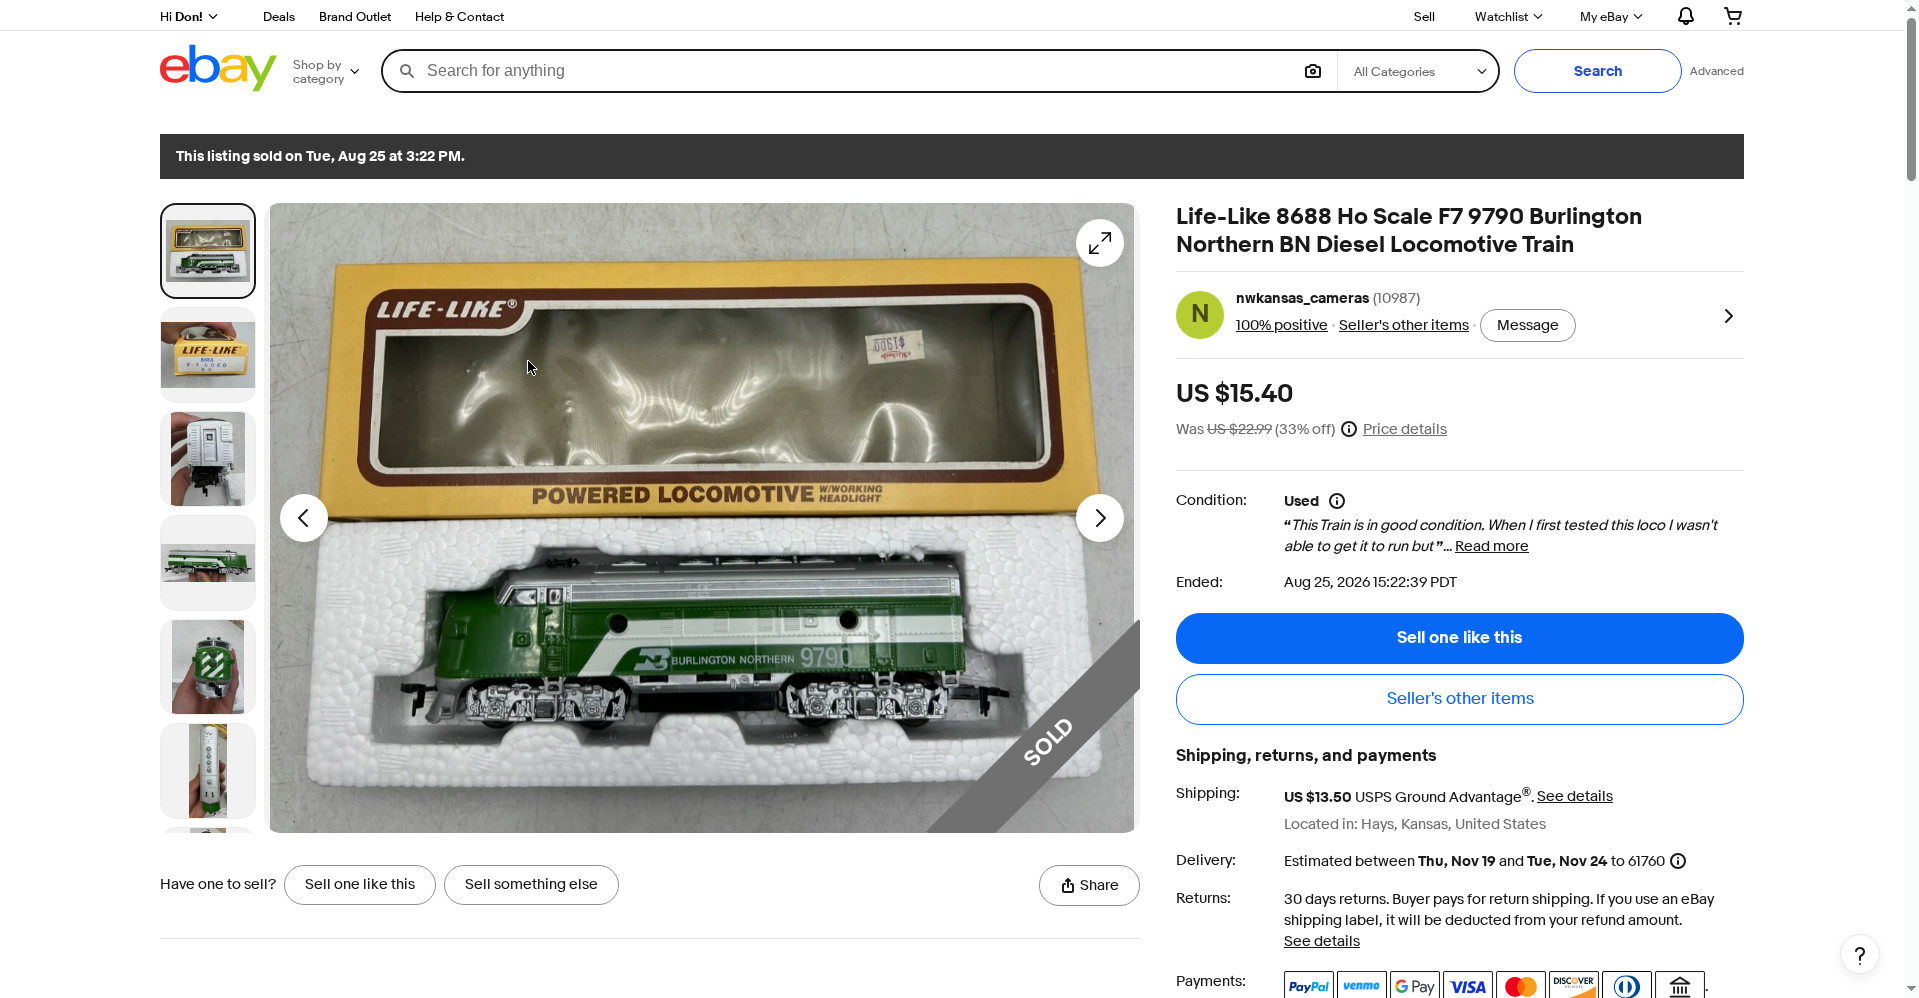 Hi Don!
Deals
Brand Outlet
Help & Contact
Sell
Watchlist
My eBay
ebay
Shop by
category
Search for anything
All Categories
Search
Advanced
This listing sold on Tue, Aug 25 at 3:22 PM.
LIFE-LIKE
8688
F-7 LOCO
LIFE-LIKE®
$1900
POWERED LOCOMOTIVE W/WORKING
HEADLIGHT
BURLINGTON NORTHERN 9790
SOLD
Have one to sell?
Sell one like this
Sell something else
Share
Life-Like 8688 Ho Scale F7 9790 Burlington
Northern BN Diesel Locomotive Train
N
nwkansas_cameras (10987)
100% positive · Seller's other items · Message
US $15.40
Was US $22.99 (33% off) Price details
Condition: Used
“This Train is in good condition. When I first tested this loco I wasn't
able to get it to run but”... Read more
Ended: Aug 25, 2026 15:22:39 PDT
Sell one like this
Seller's other items
Shipping, returns, and payments
Shipping: US $13.50 USPS Ground Advantage®. See details
Located in: Hays, Kansas, United States
Delivery: Estimated between Thu, Nov 19 and Tue, Nov 24 to 61760
Returns: 30 days returns. Buyer pays for return shipping. If you use an eBay
shipping label, it will be deducted from your refund amount.
See details
Payments: PayPal venmo G Pay VISA DISCOVER
?